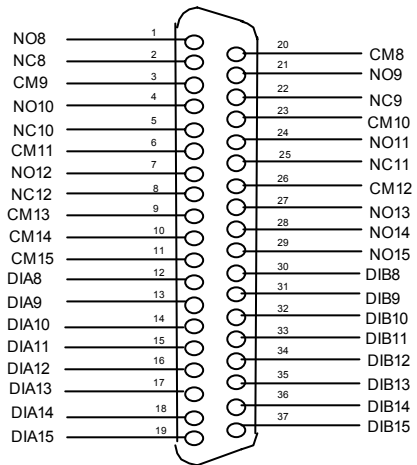 NO8 1
NC8 2
CM9 3
NO10 4
NC10 5
CM11 6
NO12 7
NC12 8
CM13 9
CM14 10
CM15 11
DIA8 12
DIA9 13
DIA10 14
DIA11 15
DIA12 16
DIA13 17
DIA14 18
DIA15 19
20 CM8
21 NO9
22 NC9
23 CM10
24 NO11
25 NC11
26 CM12
27 NO13
28 NO14
29 NO15
30 DIB8
31 DIB9
32 DIB10
33 DIB11
34 DIB12
35 DIB13
36 DIB14
37 DIB15